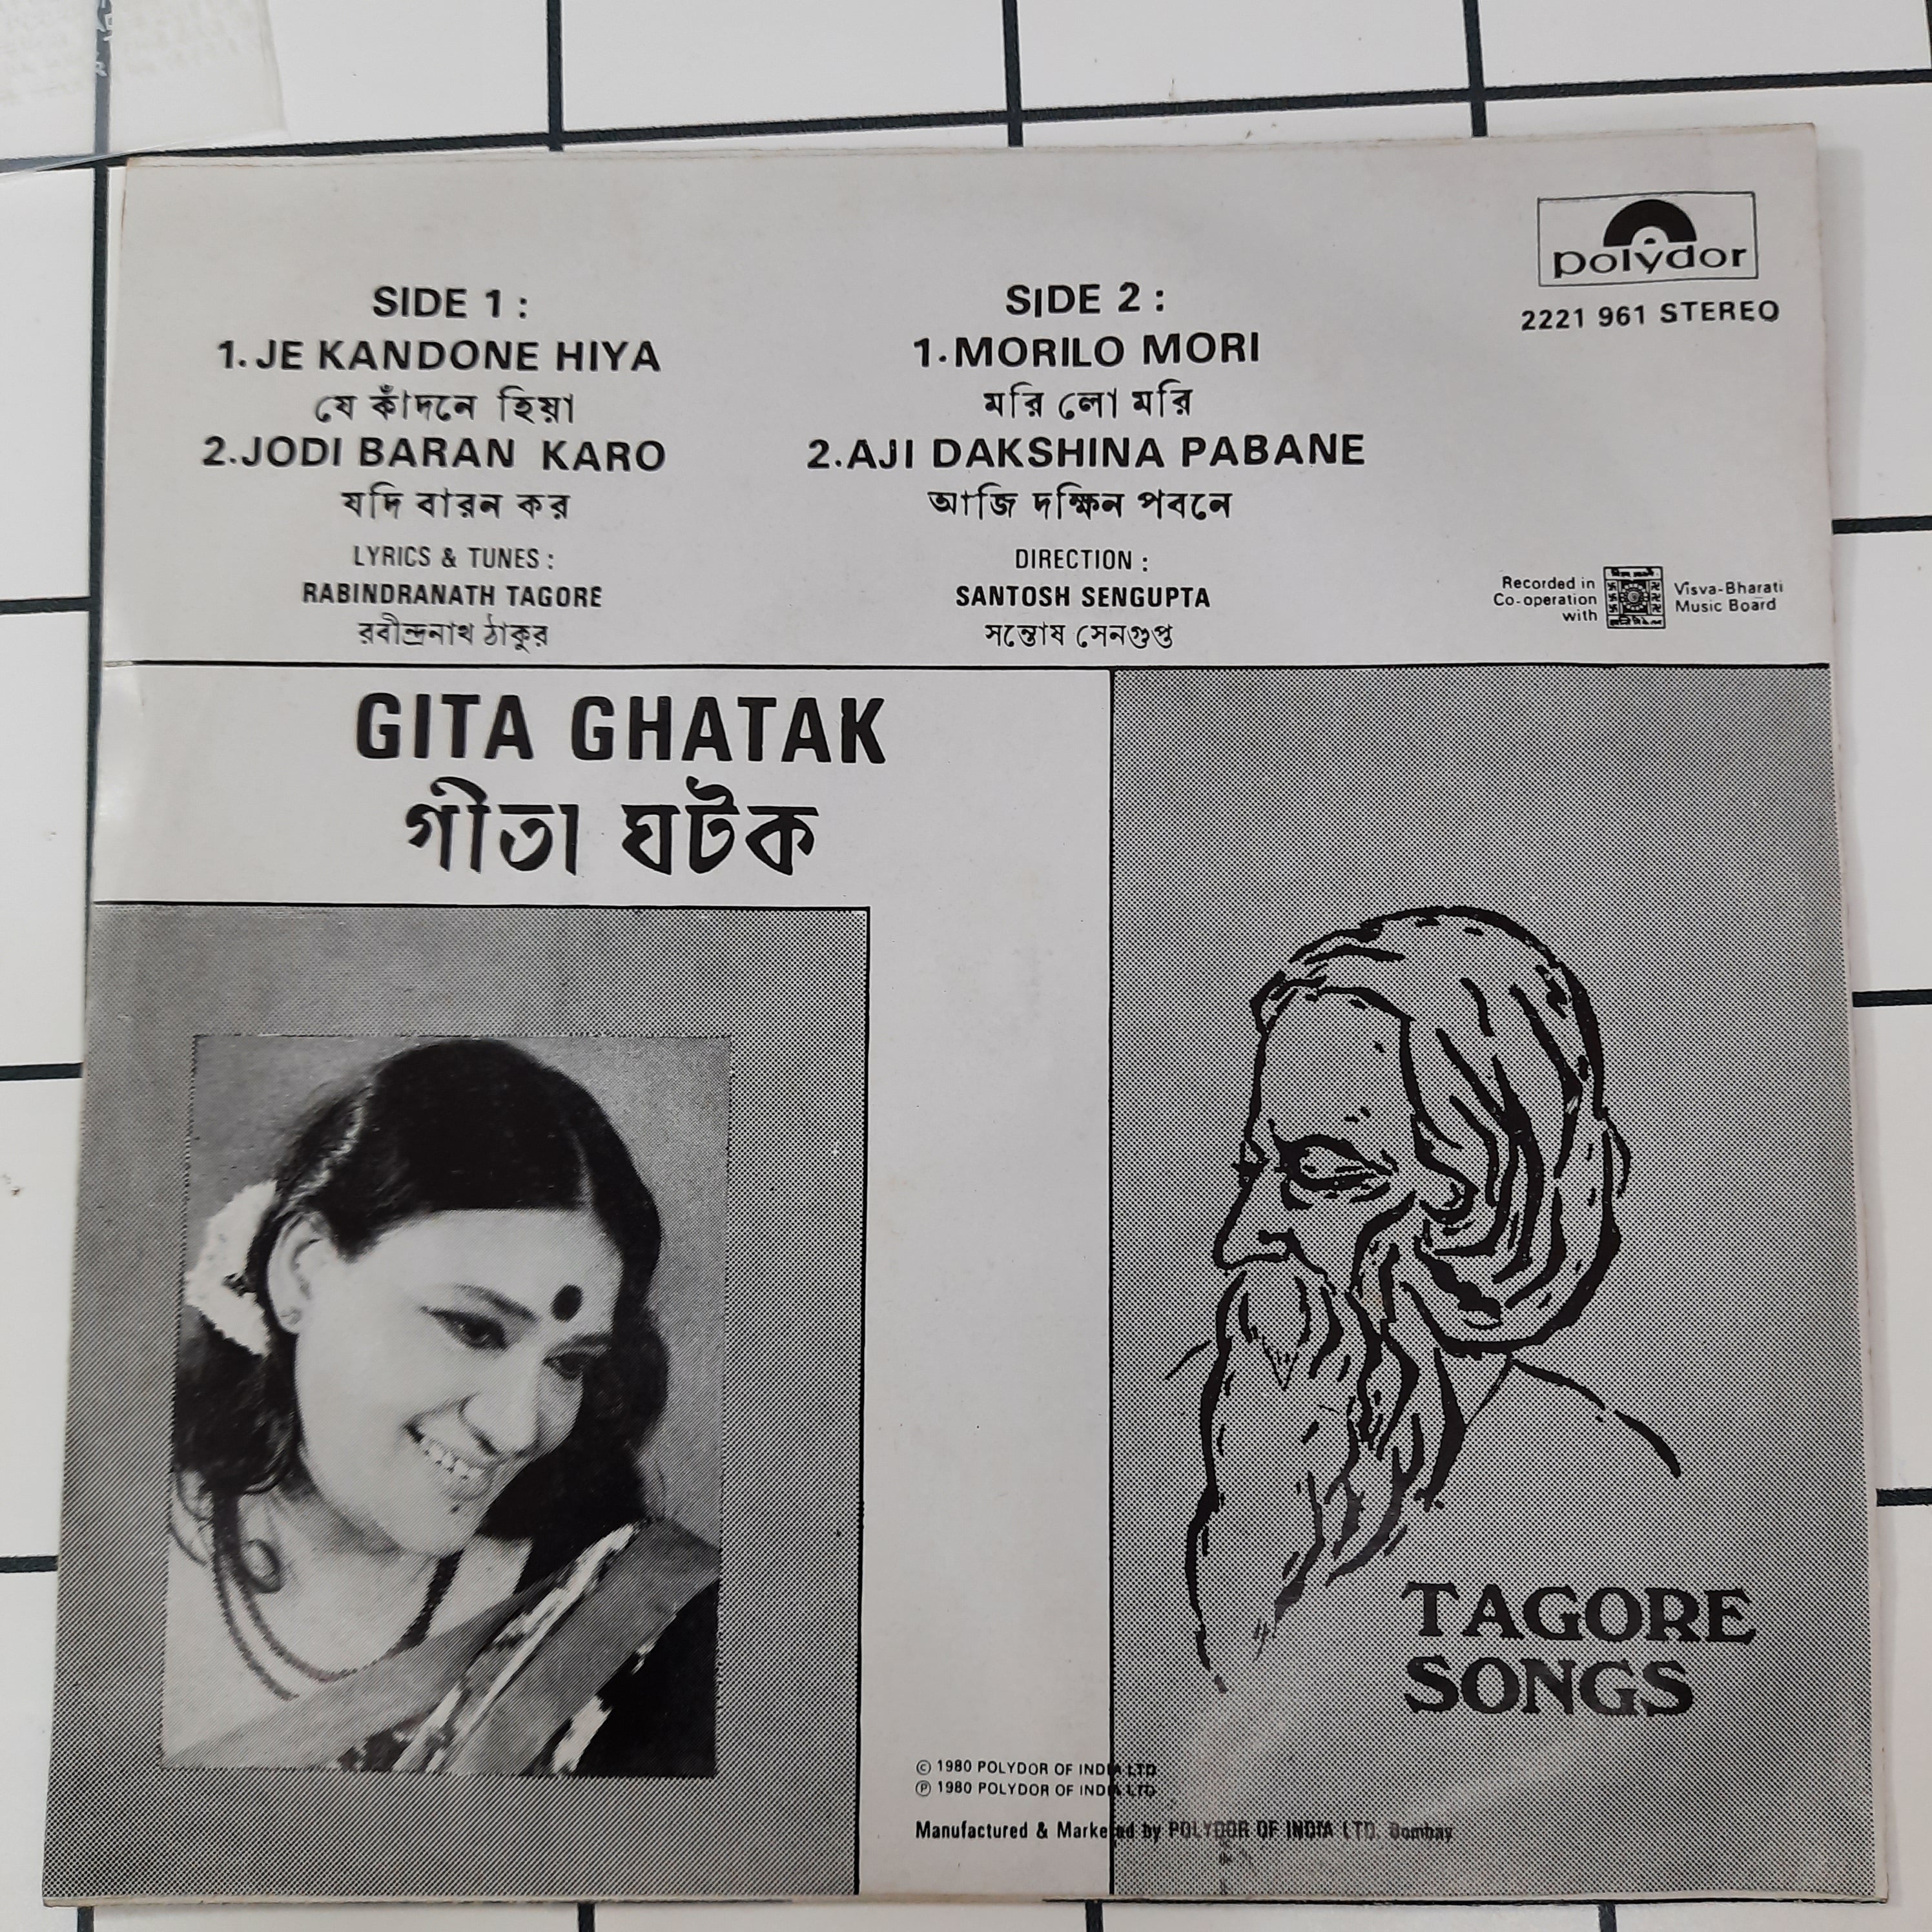 polydor
2221 961 STEREO
SIDE 1 :
1. JE KANDONE HIYA
যে কাঁদনে হিয়া
2. JODI BARAN KARO
যদি বারন কর
LYRICS & TUNES :
RABINDRANATH TAGORE
রবীন্দ্রনাথ ঠাকুর
SIDE 2 :
1. MORILO MORI
মরি লো মরি
2. AJI DAKSHINA PABANE
আজি দক্ষিন পবনে
DIRECTION :
SANTOSH SENGUPTA
সন্তোষ সেনগুপ্ত
Recorded in
Co-operation
with
Visva-Bharati
Music Board
GITA GHATAK
গীতা ঘটক
TAGORE
SONGS
© 1980 POLYDOR OF INDIA LTD
℗ 1980 POLYDOR OF INDIA LTD
Manufactured & Marketed by POLYDOR OF INDIA LTD. Bombay